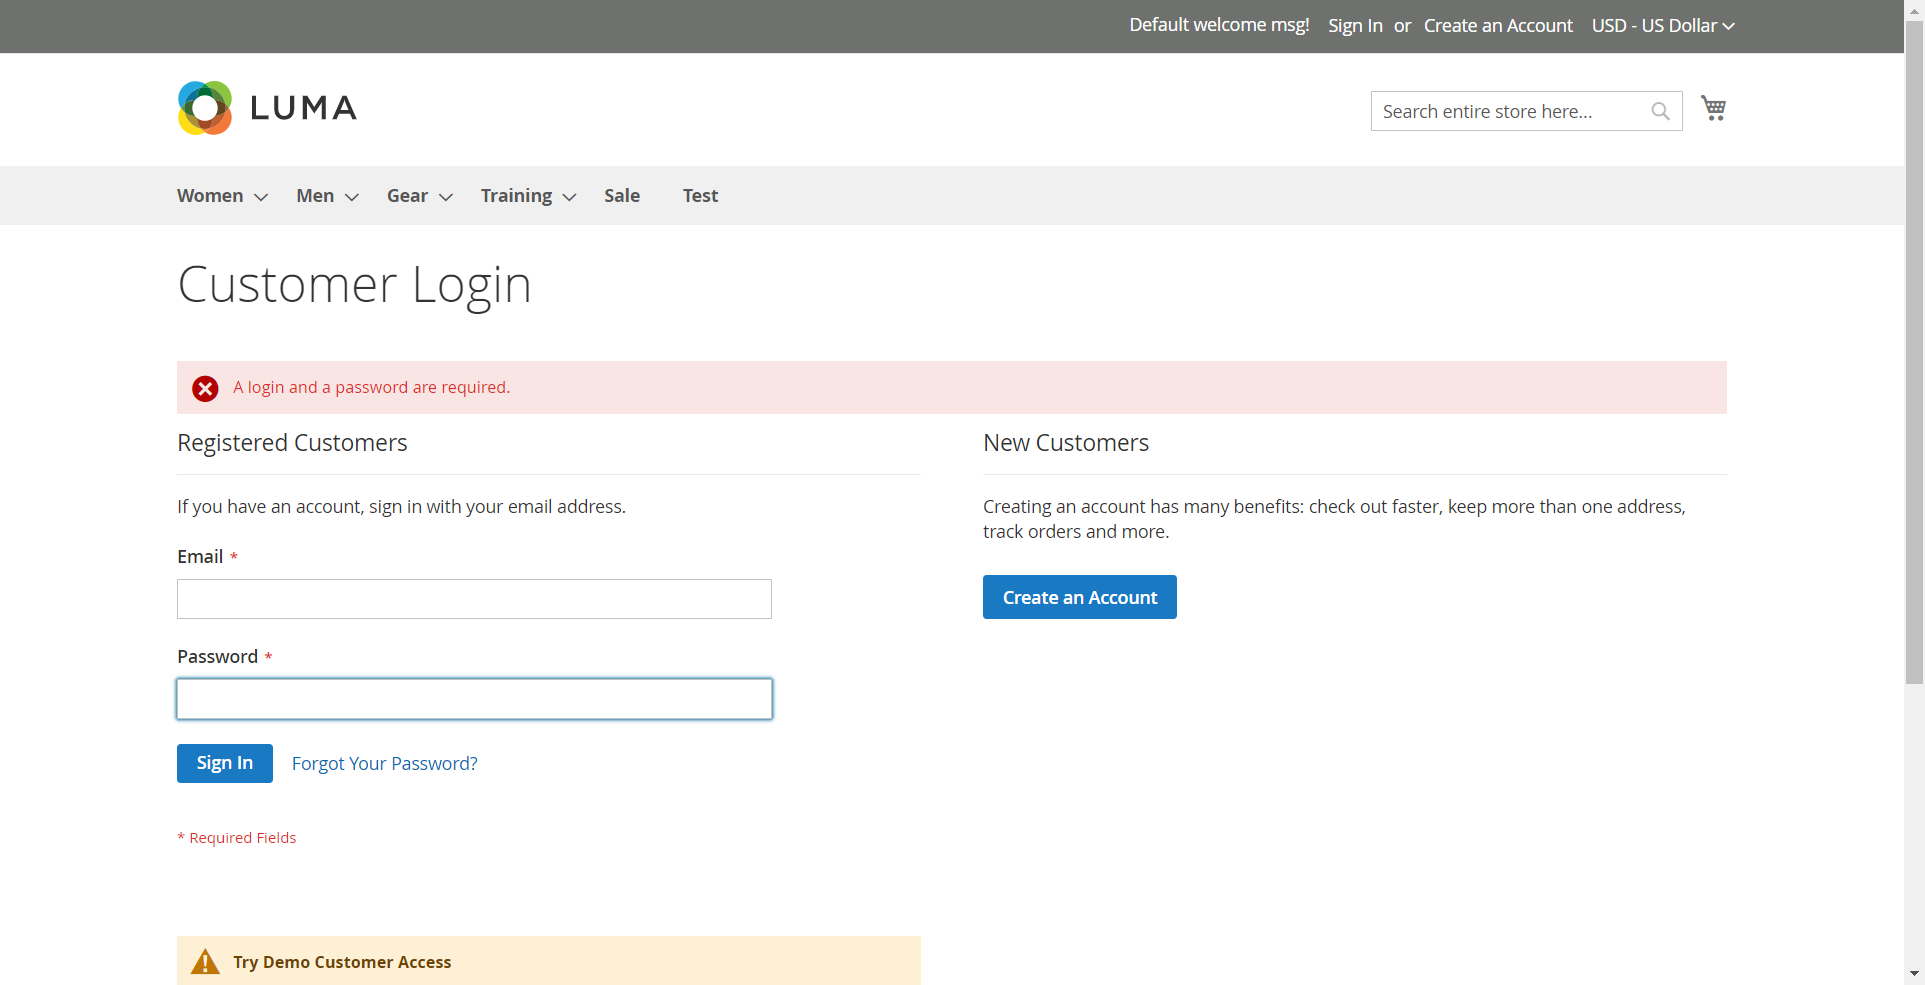 Default welcome msg! Sign In or Create an Account USD - US Dollar
LUMA
Search entire store here...
Women Men Gear Training Sale Test
Customer Login
A login and a password are required.
Registered Customers
If you have an account, sign in with your email address.
Email *
Password *
Sign In Forgot Your Password?
* Required Fields
Try Demo Customer Access
New Customers
Creating an account has many benefits: check out faster, keep more than one address,
track orders and more.
Create an Account